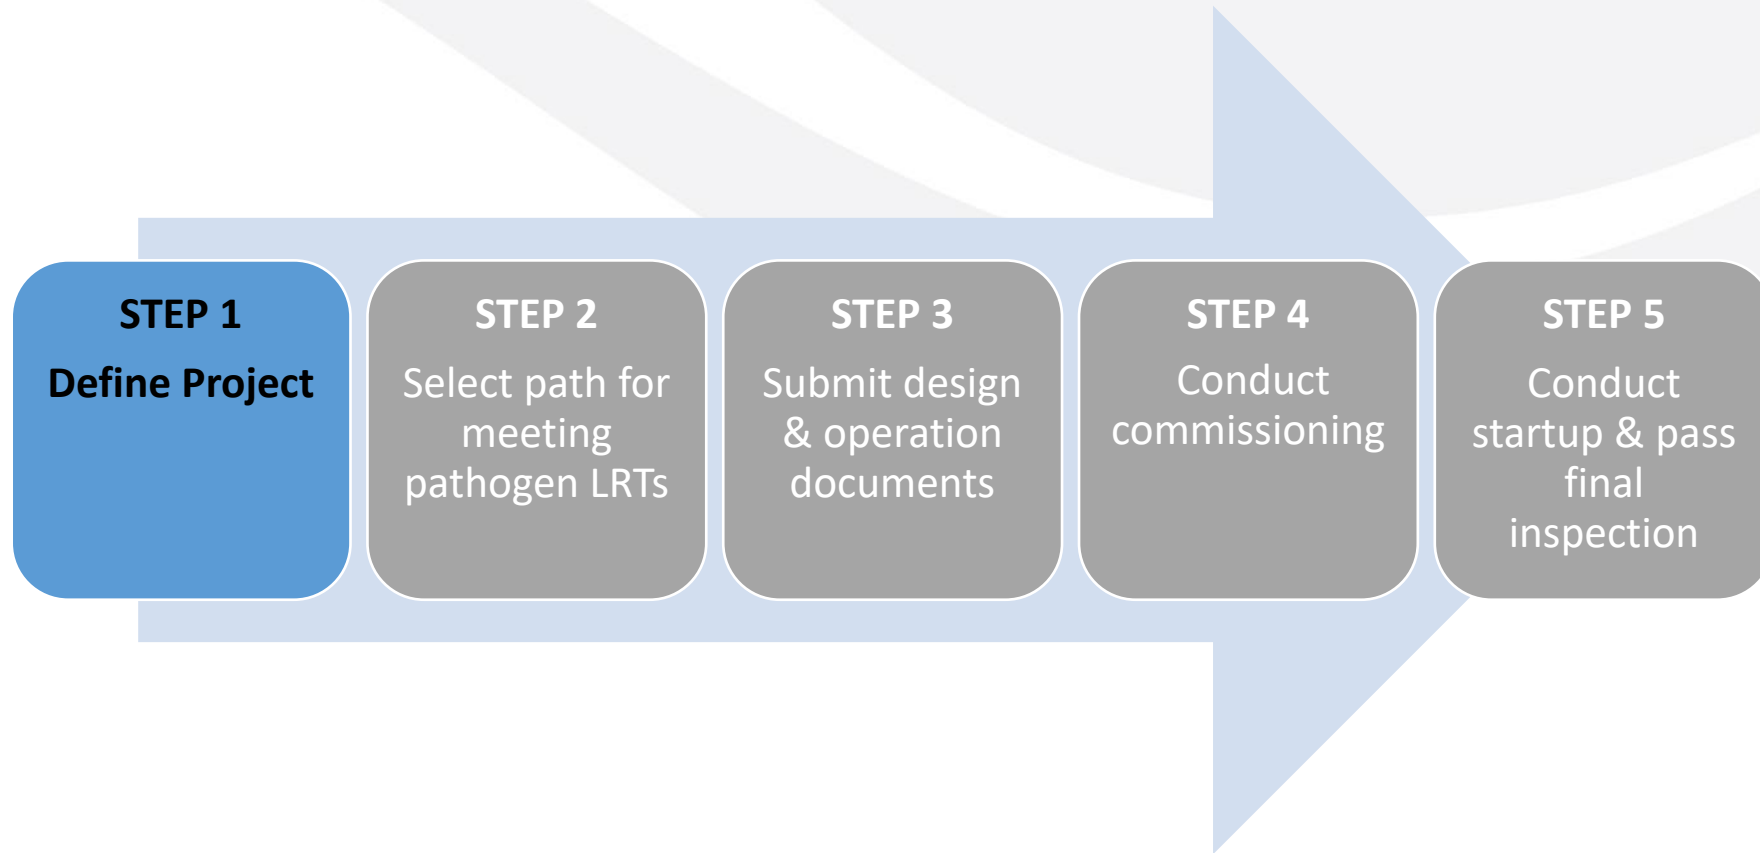 STEP 1
Define Project
STEP 2
Select path for
meeting
pathogen LRTs
STEP 3
Submit design
& operation
documents
STEP 4
Conduct
commissioning
STEP 5
Conduct
startup & pass
final
inspection